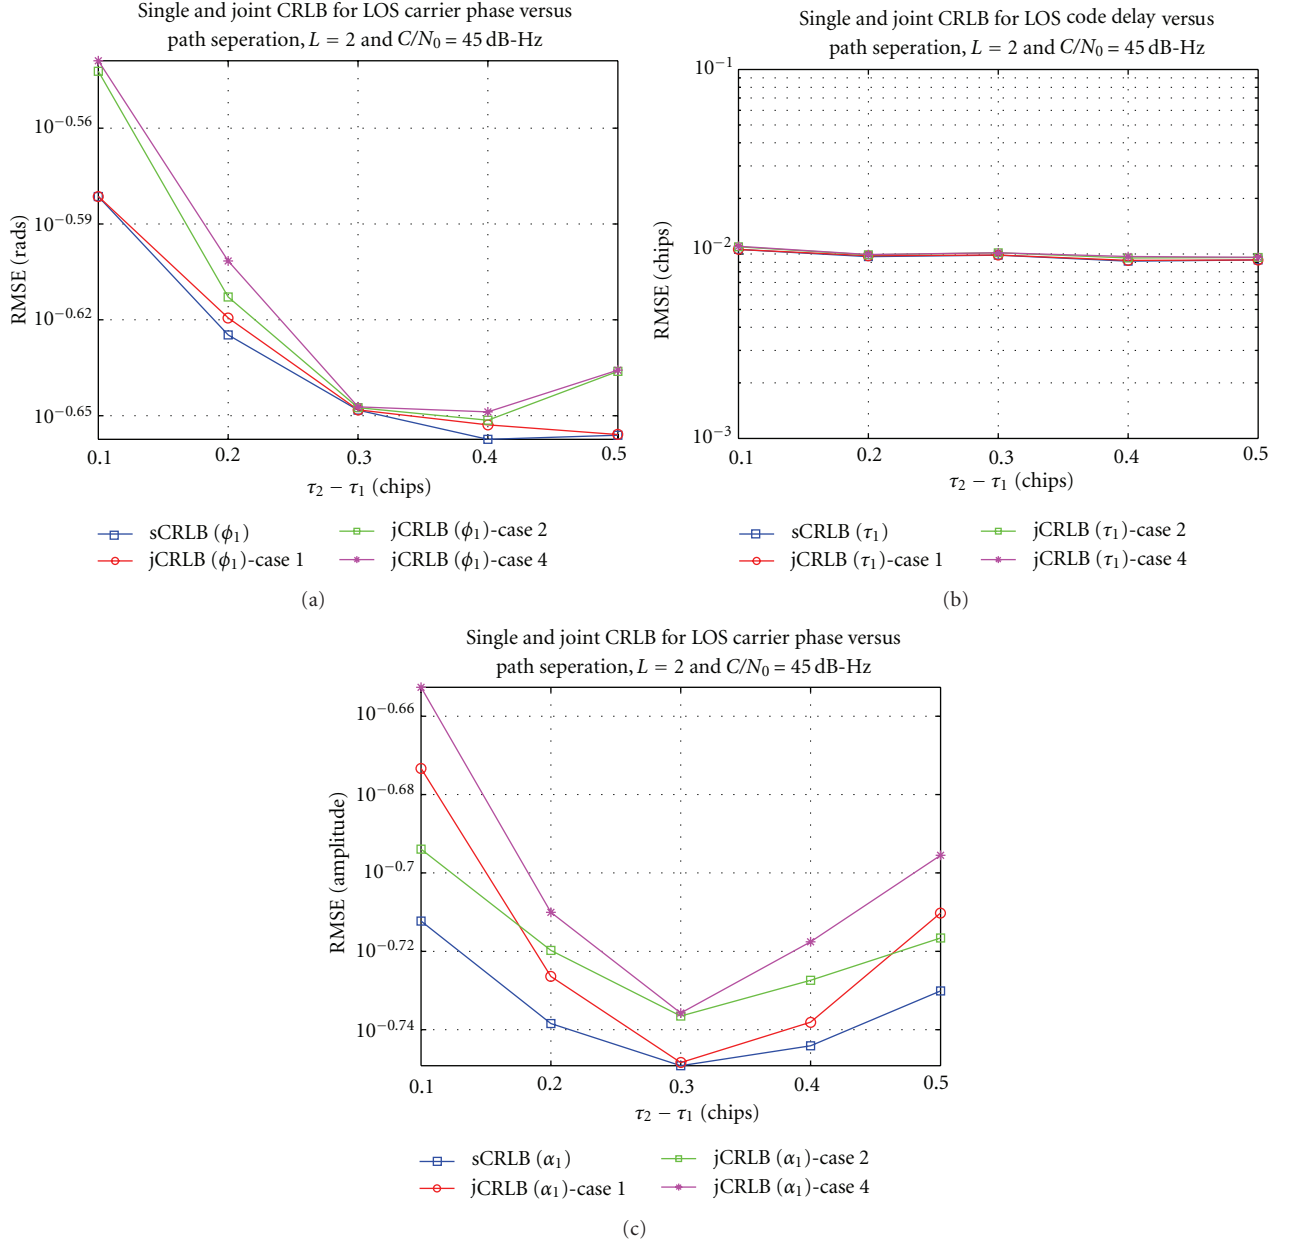 Single and joint CRLB for LOS carrier phase versus
path seperation, L = 2 and C/N₀ = 45 dB-Hz
10⁻⁰·⁵⁶
10⁻⁰·⁵⁹
10⁻⁰·⁶²
10⁻⁰·⁶⁵
RMSE (rads)
0.1 0.2 0.3 0.4 0.5
τ₂ − τ₁ (chips)
sCRLB (ϕ₁)
jCRLB (ϕ₁)-case 1
jCRLB (ϕ₁)-case 2
jCRLB (ϕ₁)-case 4
(a)
Single and joint CRLB for LOS code delay versus
path seperation, L = 2 and C/N₀ = 45 dB-Hz
10⁻¹
10⁻²
10⁻³
RMSE (chips)
0.1 0.2 0.3 0.4 0.5
τ₂ − τ₁ (chips)
sCRLB (τ₁)
jCRLB (τ₁)-case 1
jCRLB (τ₁)-case 2
jCRLB (τ₁)-case 4
(b)
Single and joint CRLB for LOS carrier phase versus
path seperation, L = 2 and C/N₀ = 45 dB-Hz
10⁻⁰·⁶⁶
10⁻⁰·⁶⁸
10⁻⁰·⁷
10⁻⁰·⁷²
10⁻⁰·⁷⁴
RMSE (amplitude)
0.1 0.2 0.3 0.4 0.5
τ₂ − τ₁ (chips)
sCRLB (α₁)
jCRLB (α₁)-case 1
jCRLB (α₁)-case 2
jCRLB (α₁)-case 4
(c)